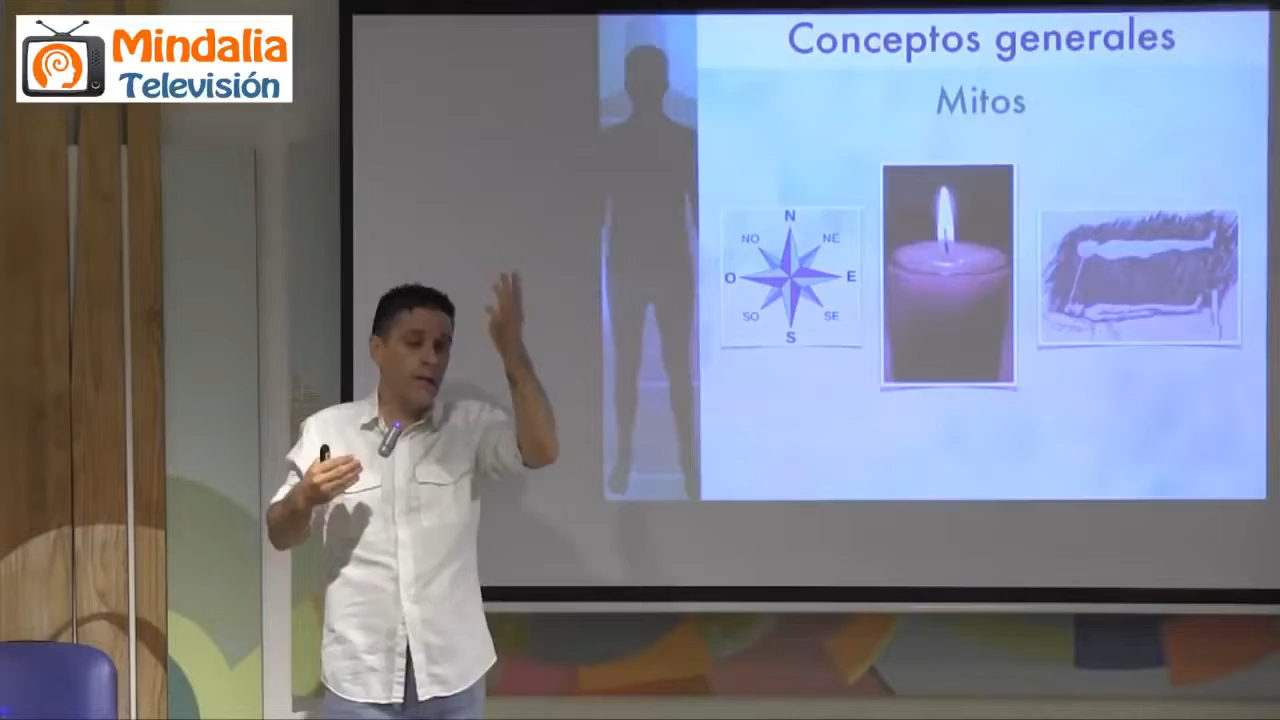 Mindalia
Televisión
Conceptos generales
Mitos
N
NO
NE
O
E
SO
SE
S